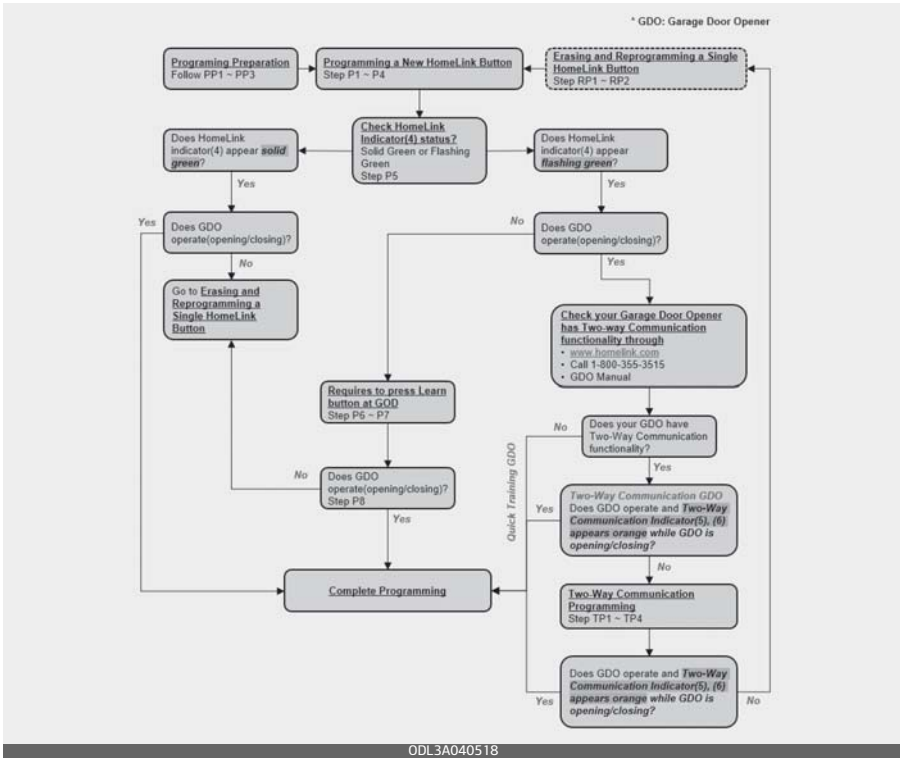 * GDO: Garage Door Opener
Programing Preparation
Follow PP1 ~ PP3
Programming a New HomeLink Button
Step P1 ~ P4
Erasing and Reprogramming a Single
HomeLink Button
Step RP1 ~ RP2
Does HomeLink
indicator(4) appear solid
green?
Check HomeLink
Indicator(4) status?
Solid Green or Flashing
Green
Step P5
Does HomeLink
indicator(4) appear
flashing green?
Yes
Yes
Yes
Does GDO
operate(opening/closing)?
No
Does GDO
operate(opening/closing)?
No
Yes
Go to Erasing and
Reprogramming a
Single HomeLink
Button
Check your Garage Door Opener
has Two-way Communication
functionality through
• www.homelink.com
• Call 1-800-355-3515
• GDO Manual
Requires to press Learn
button at GOD
Step P6 ~ P7
No
Does your GDO have
Two-Way Communication
functionality?
Yes
Quick Training GDO
No
Does GDO
operate(opening/closing)?
Step P8
Yes
Yes
Two-Way Communication GDO
Does GDO operate and Two-Way
Communication Indicator(5), (6)
appears orange while GDO is
opening/closing?
No
Complete Programming
Two-Way Communication
Programming
Step TP1 ~ TP4
Yes
Does GDO operate and Two-Way
Communication Indicator(5), (6)
appears orange while GDO is
opening/closing?
No
ODL3A040518